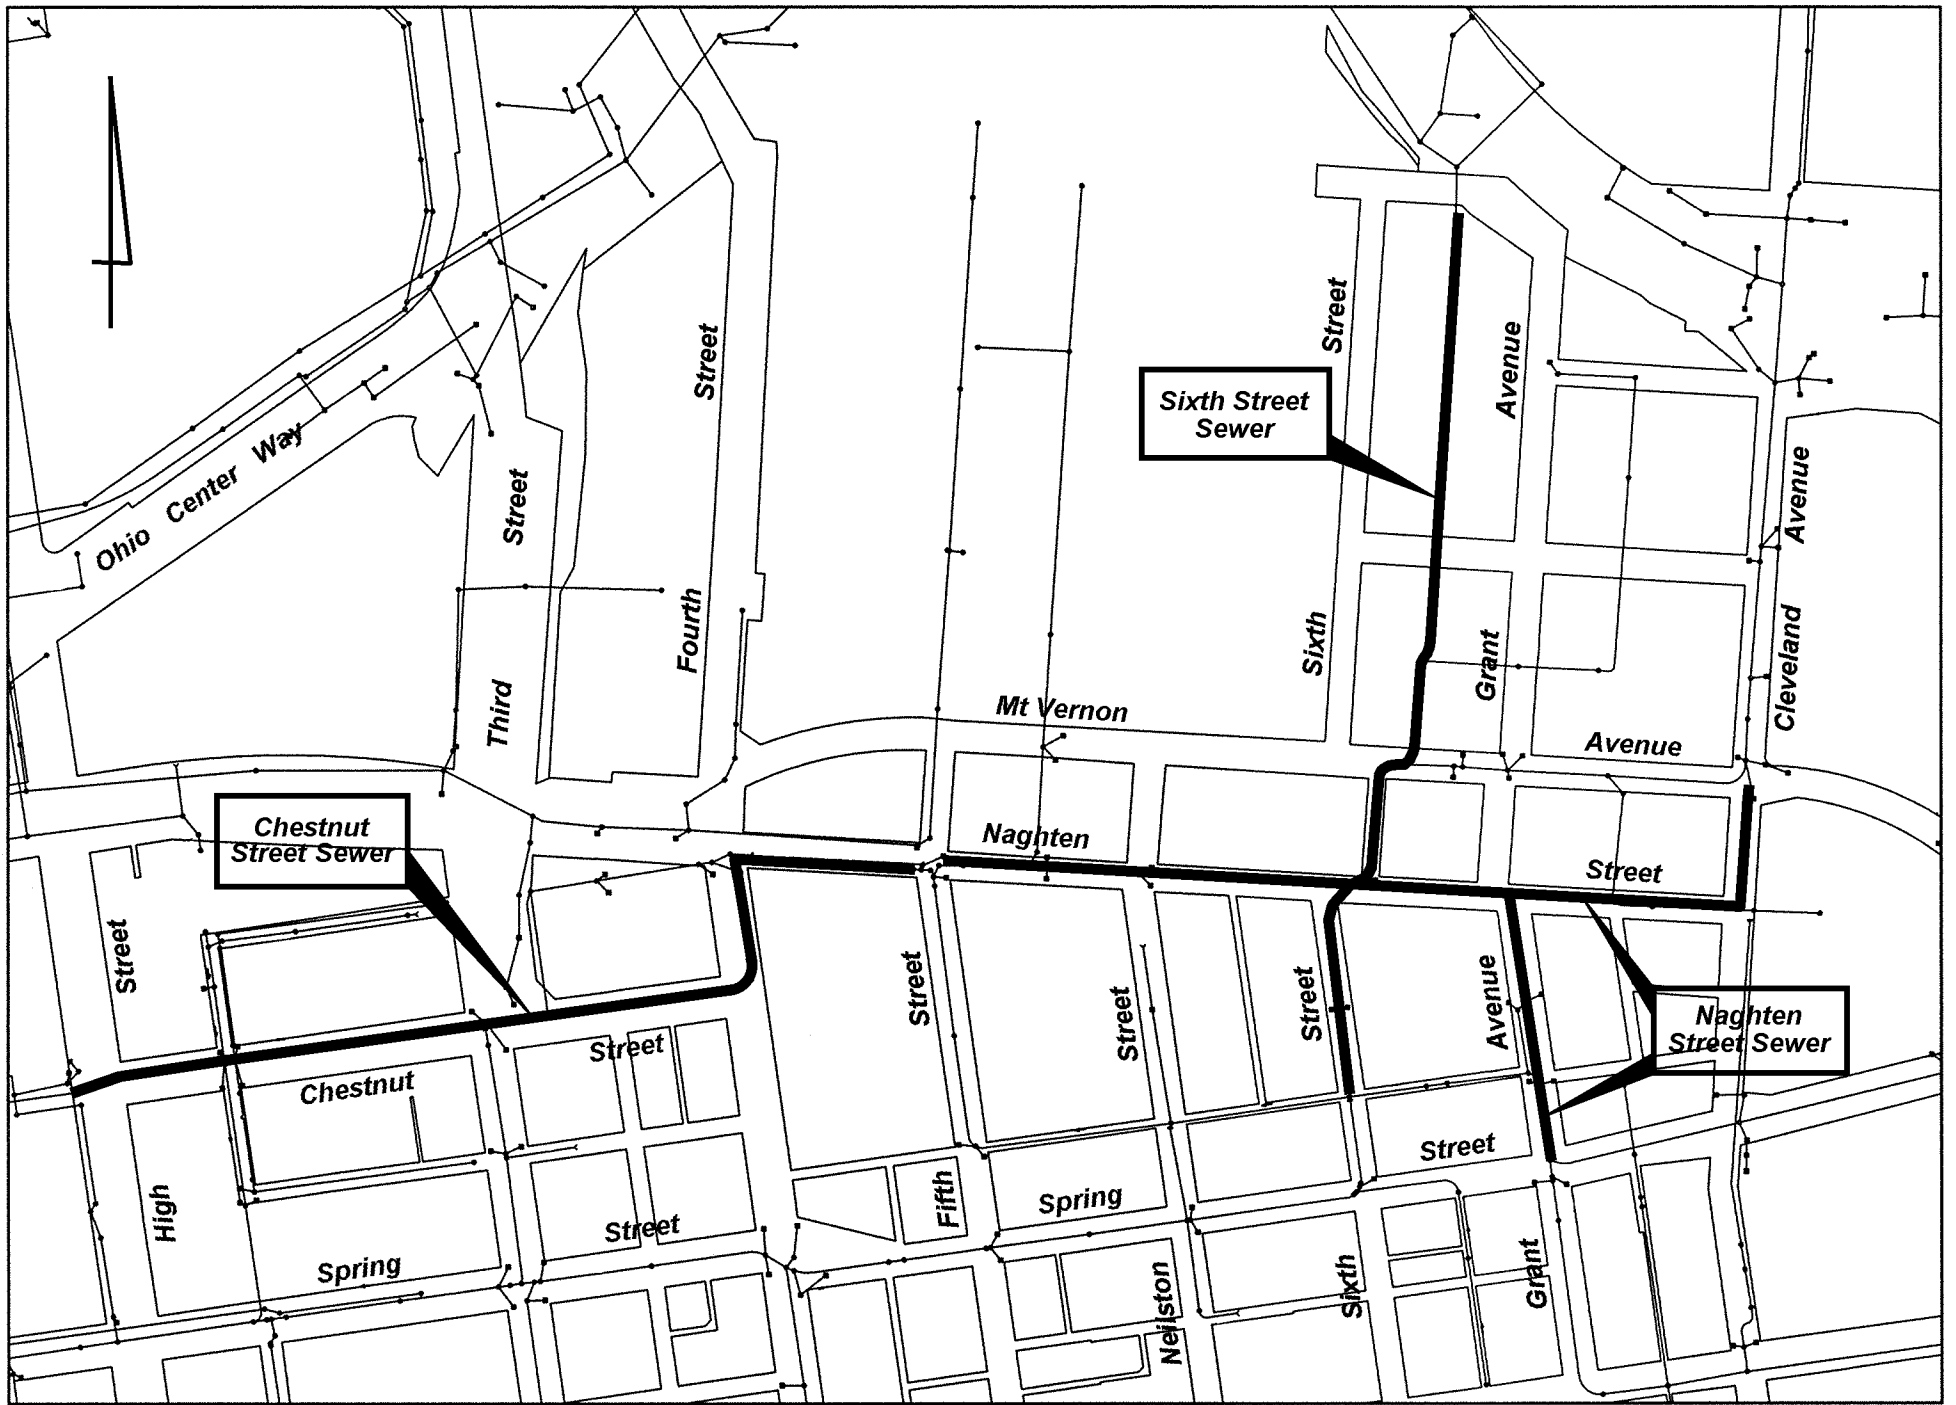 Street
Street
Avenue
Sixth Street
Sewer
Ohio Center Way
Street
Avenue
Fourth
Sixth
Grant
Cleveland
Third
Mt Vernon
Avenue
Chestnut
Street Sewer
Naghten
Street
Street
Street
Street
Street
Avenue
Naghten
Street Sewer
Street
Chestnut
Street
High
Fifth
Spring
Street
Spring
Neilston
Sixth
Grant